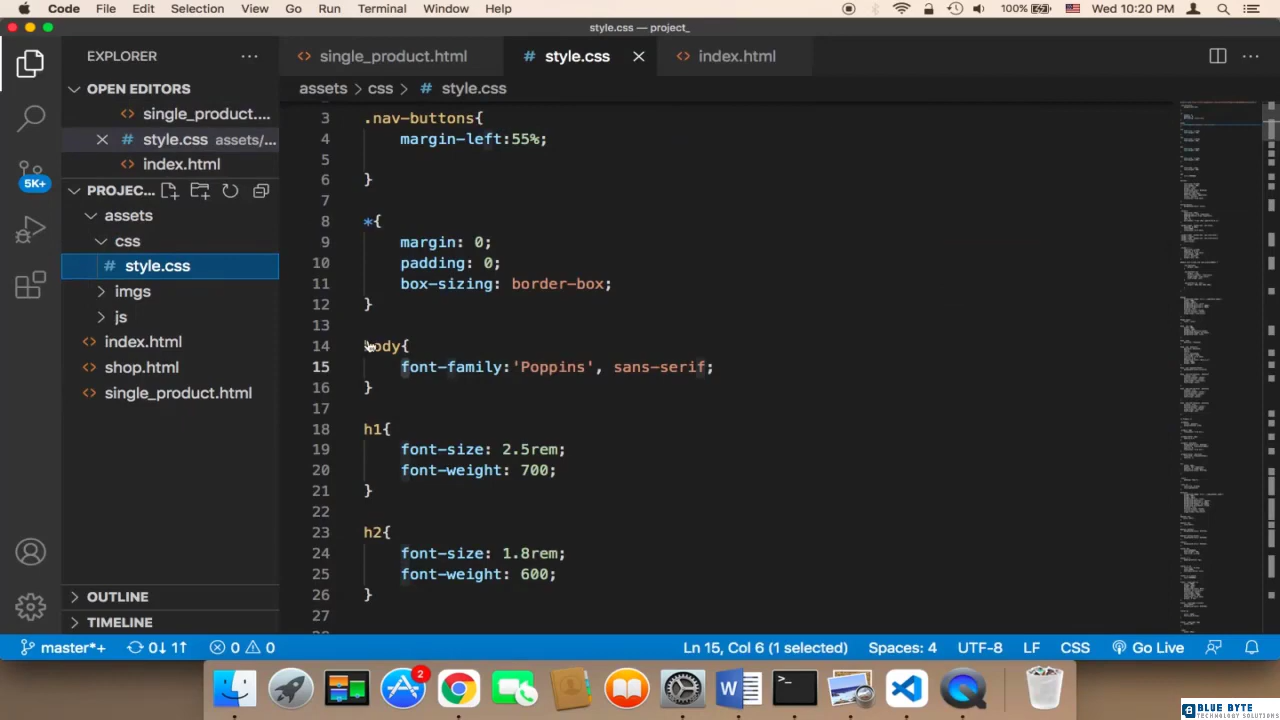 Code File Edit Selection View Go Run Terminal Window Help 100% Wed 10:20 PM
style.css — project_
EXPLORER
single_product.html
# style.css
index.html
OPEN EDITORS
assets > css > # style.css
single_product....
# style.css assets/...
index.html
5K+
PROJEC...
assets
css
# style.css
imgs
js
index.html
shop.html
single_product.html
OUTLINE
TIMELINE
3 .nav-buttons{
4 margin-left:55%;
5
6 }
7
8 *{
9 margin: 0;
10 padding: 0;
11 box-sizing: border-box;
12 }
13
14 body{
15 font-family:'Poppins', sans-serif;
16 }
17
18 h1{
19 font-size: 2.5rem;
20 font-weight: 700;
21 }
22
23 h2{
24 font-size: 1.8rem;
25 font-weight: 600;
26 }
27
master*+ 0↓ 1↑ 0 0 Ln 15, Col 6 (1 selected) Spaces: 4 UTF-8 LF CSS Go Live
2
BLUE BYTE
TECHNOLOGY SOLUTIONS